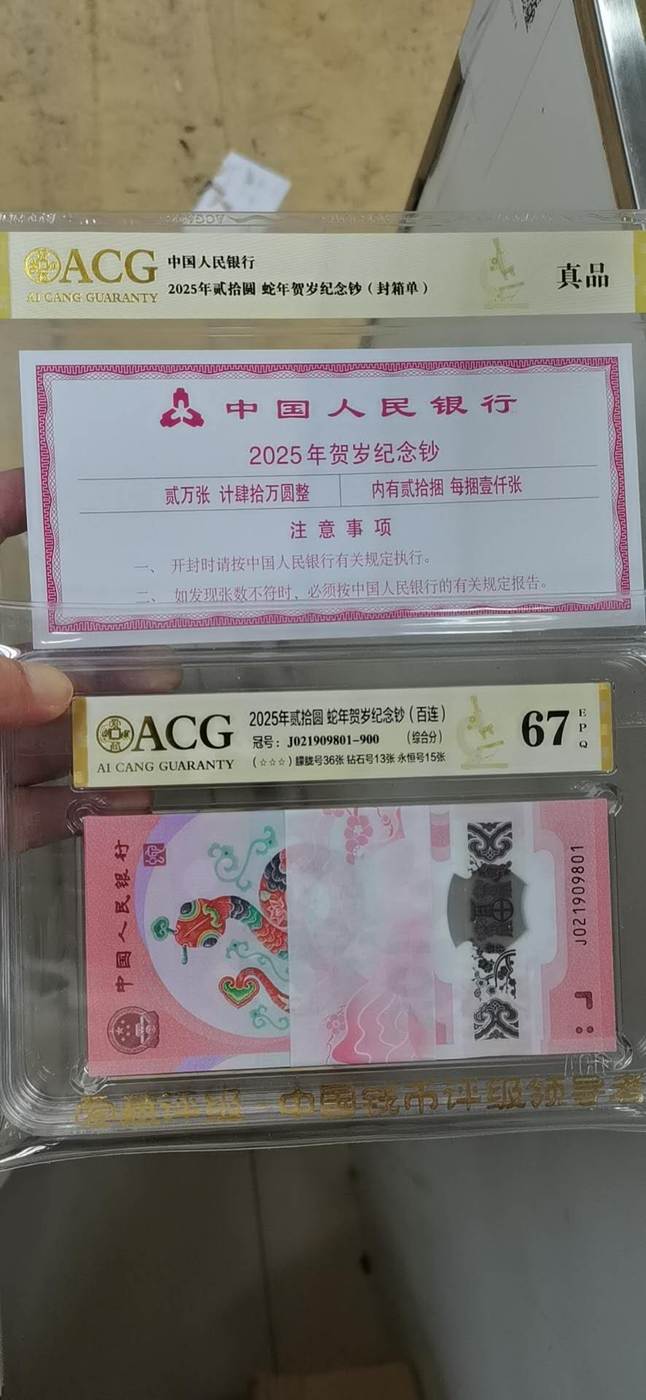 ACG
AI CANG GUARANTY
中国人民银行
2025年贰拾圆 蛇年贺岁纪念钞（封箱单）
真品
中国人民银行
2025年贺岁纪念钞
贰万张 计肆拾万圆整
内有贰拾捆 每捆壹仟张
注意事项
一、 开封时请按中国人民银行有关规定执行。
二、 如发现张数不符时，必须按中国人民银行的有关规定报告。
ACG
AI CANG GUARANTY
2025年贰拾圆 蛇年贺岁纪念钞（百连）
冠号：J021909801-900 （综合分）
（☆☆☆）朦胧号36张 钻石号13张 永恒号15张
67
EPQ
中国人民银行
J021909801
爱藏评级 中国钱币评级领导者